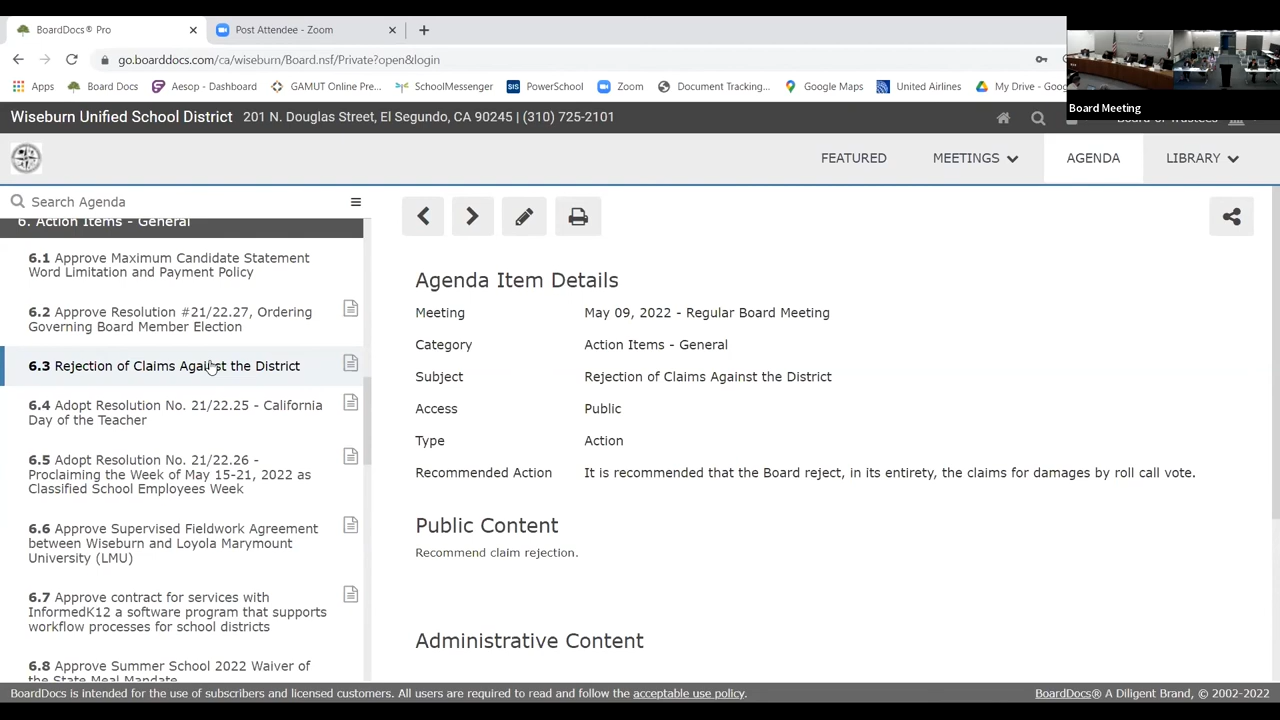 BoardDocs® Pro
Post Attendee - Zoom
go.boarddocs.com/ca/wiseburn/Board.nsf/Private?open&login
Apps
Board Docs
Aesop - Dashboard
GAMUT Online Pre...
SchoolMessenger
SIS PowerSchool
Zoom
Document Tracking...
Google Maps
United Airlines
My Drive - Goo
Board Meeting
Wiseburn Unified School District 201 N. Douglas Street, El Segundo, CA 90245 | (310) 725-2101
Board of Trustees
FEATURED
MEETINGS
AGENDA
LIBRARY
Search Agenda
6. Action Items - General
6.1 Approve Maximum Candidate Statement
Word Limitation and Payment Policy
6.2 Approve Resolution #21/22.27, Ordering
Governing Board Member Election
6.3 Rejection of Claims Against the District
6.4 Adopt Resolution No. 21/22.25 - California
Day of the Teacher
6.5 Adopt Resolution No. 21/22.26 -
Proclaiming the Week of May 15-21, 2022 as
Classified School Employees Week
6.6 Approve Supervised Fieldwork Agreement
between Wiseburn and Loyola Marymount
University (LMU)
6.7 Approve contract for services with
InformedK12 a software program that supports
workflow processes for school districts
6.8 Approve Summer School 2022 Waiver of
the State Meal Mandate
Agenda Item Details
Meeting May 09, 2022 - Regular Board Meeting
Category Action Items - General
Subject Rejection of Claims Against the District
Access Public
Type Action
Recommended Action It is recommended that the Board reject, in its entirety, the claims for damages by roll call vote.
Public Content
Recommend claim rejection.
Administrative Content
BoardDocs is intended for the use of subscribers and licensed customers. All users are required to read and follow the acceptable use policy.
BoardDocs® A Diligent Brand, © 2002-2022